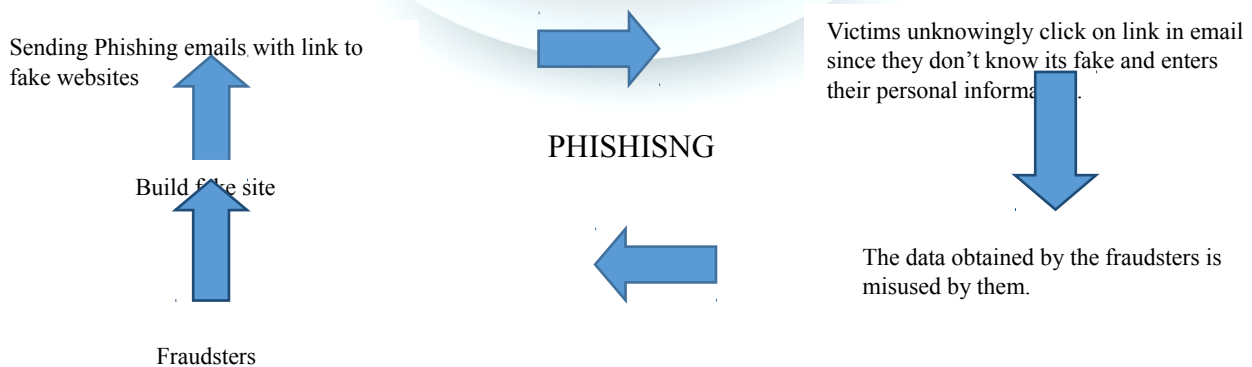 Sending Phishing emails with link to
fake websites
Victims unknowingly click on link in email
since they don’t know its fake and enters
their personal informa
PHISHISNG
Build fake site
The data obtained by the fraudsters is
misused by them.
Fraudsters